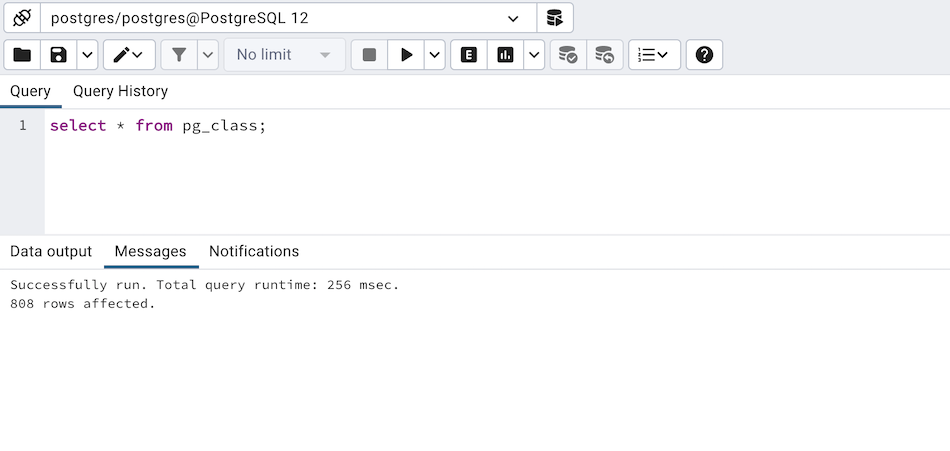 postgres/postgres@PostgreSQL 12
No limit
E
Query Query History
1 select * from pg_class;
Data output Messages Notifications
Successfully run. Total query runtime: 256 msec.
808 rows affected.